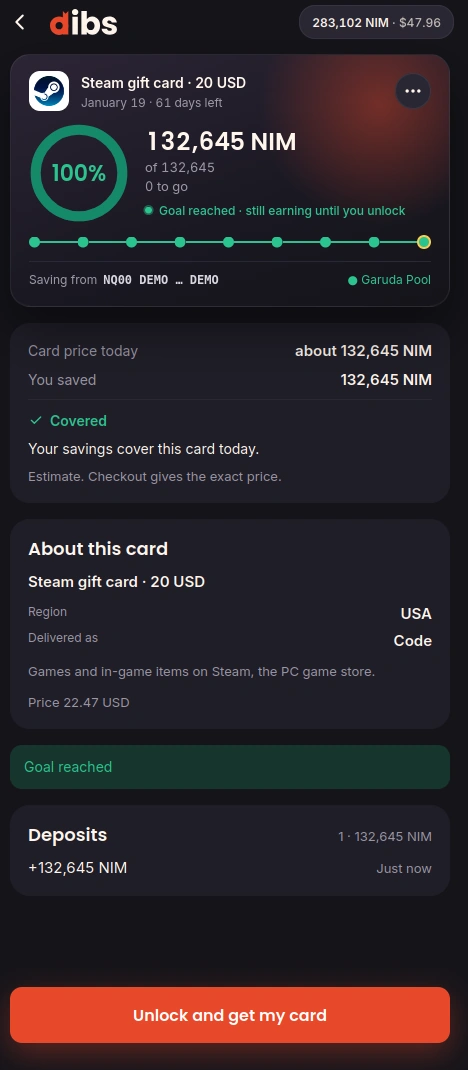 dibs
283,102 NIM · $47.96
Steam gift card · 20 USD
January 19 · 61 days left
100%
132,645 NIM
of 132,645
0 to go
Goal reached · still earning until you unlock
Saving from NQ00 DEMO … DEMO
Garuda Pool
Card price today
about 132,645 NIM
You saved
132,645 NIM
Covered
Your savings cover this card today.
Estimate. Checkout gives the exact price.
About this card
Steam gift card · 20 USD
Region
USA
Delivered as
Code
Games and in-game items on Steam, the PC game store.
Price 22.47 USD
Goal reached
Deposits
1 · 132,645 NIM
+132,645 NIM
Just now
Unlock and get my card